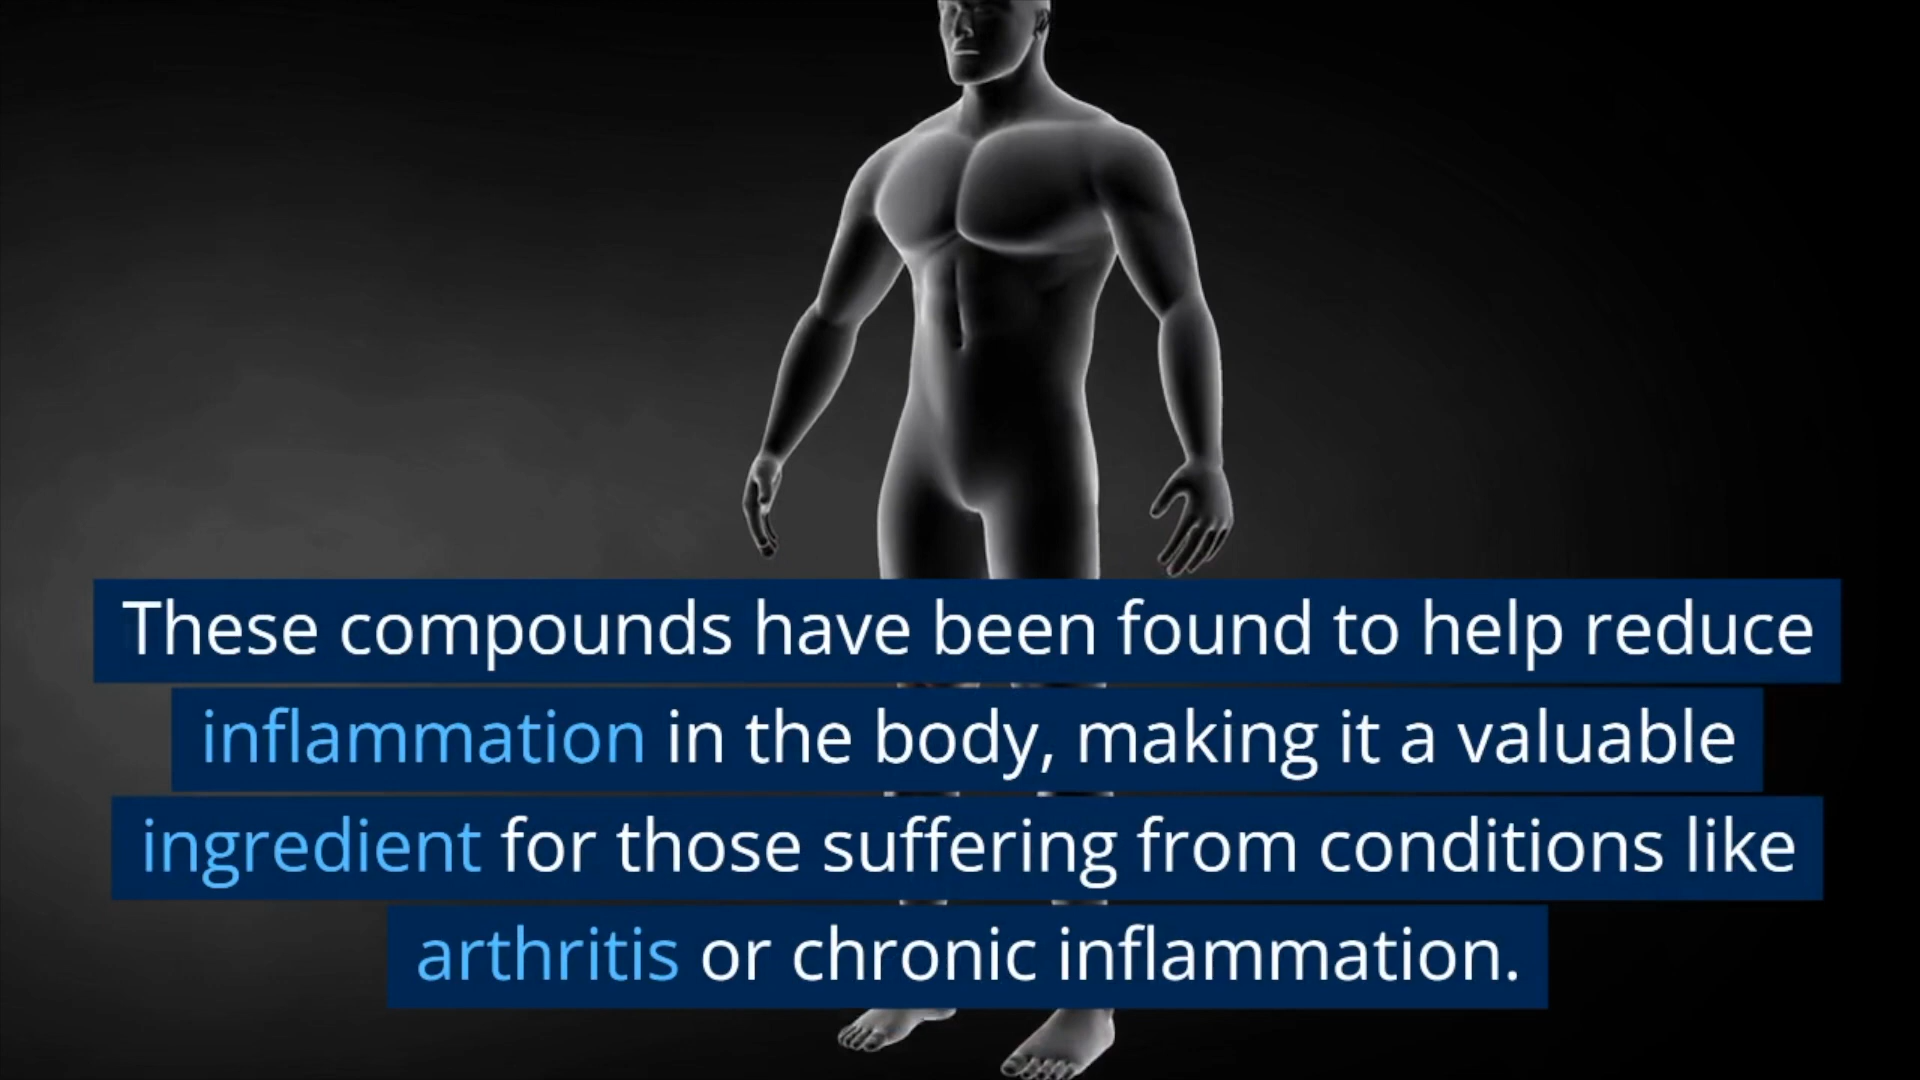 These compounds have been found to help reduce
inflammation in the body, making it a valuable
ingredient for those suffering from conditions like
arthritis or chronic inflammation.